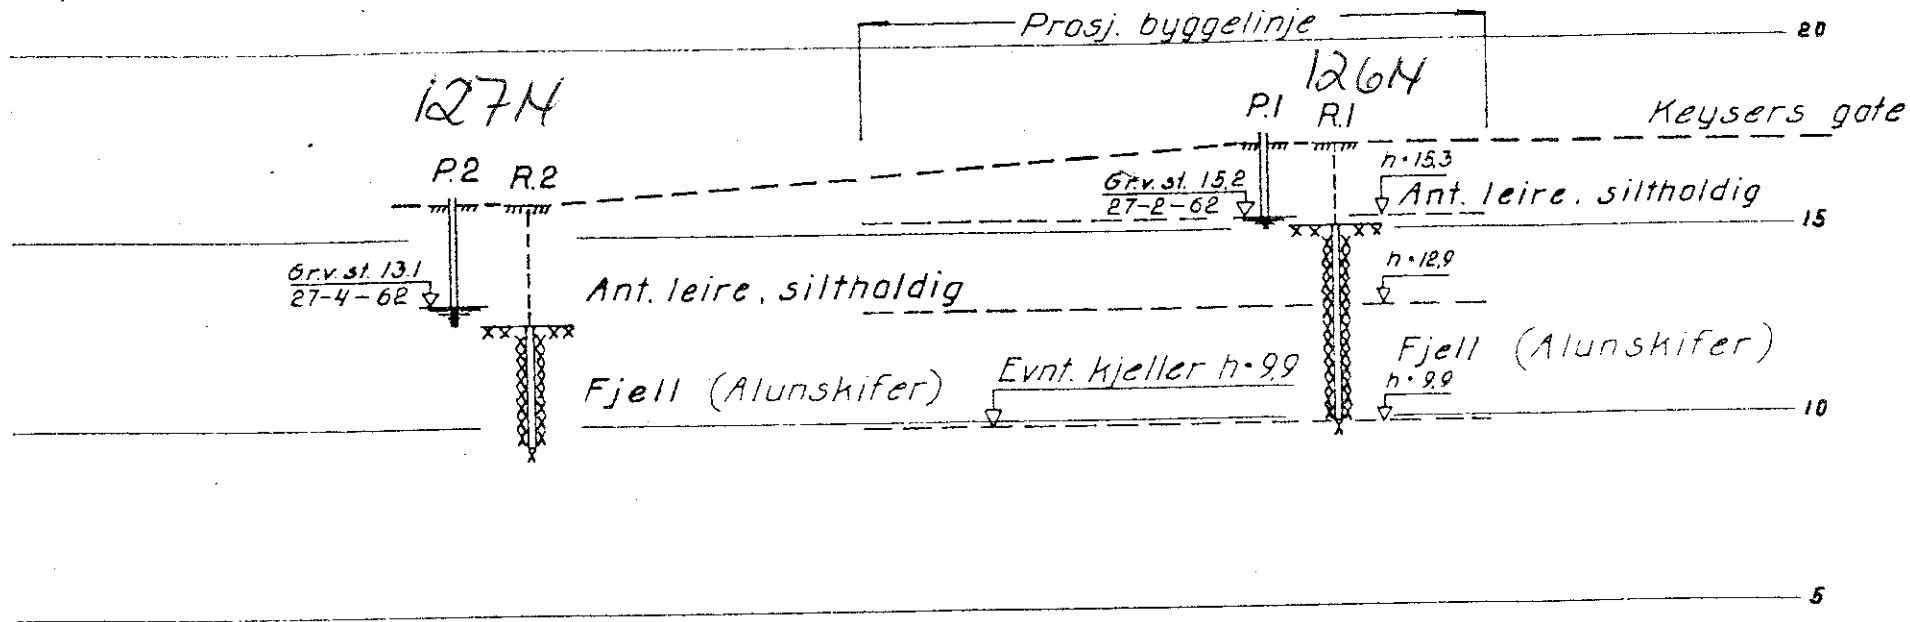 Prosj. byggelinje
20
127N
126N
P.1
R.1
Keysers gate
P.2
R.2
h=15,3
Gr.v. st. 15.2
27-2-62
Ant. leire, siltholdig
15
Gr.v. st. 13.1
27-4-62
Ant. leire, siltholdig
h=12,9
Fjell (Alunskifer)
Evnt. kjeller h=9,9
Fjell (Alunskifer)
h=9,9
10
5